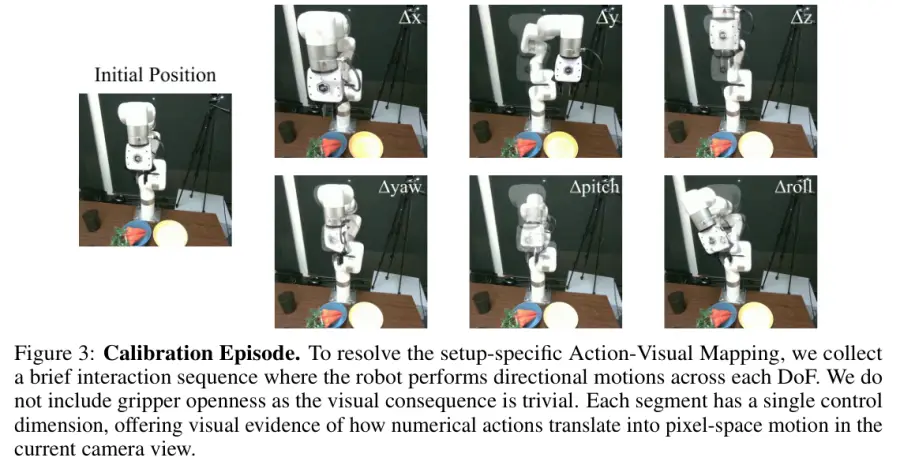 Initial Position
Δx
Δy
Δz
Δyaw
Δpitch
Δroll
Figure 3: Calibration Episode. To resolve the setup-specific Action-Visual Mapping, we collect
a brief interaction sequence where the robot performs directional motions across each DoF. We do
not include gripper openness as the visual consequence is trivial. Each segment has a single control
dimension, offering visual evidence of how numerical actions translate into pixel-space motion in the
current camera view.